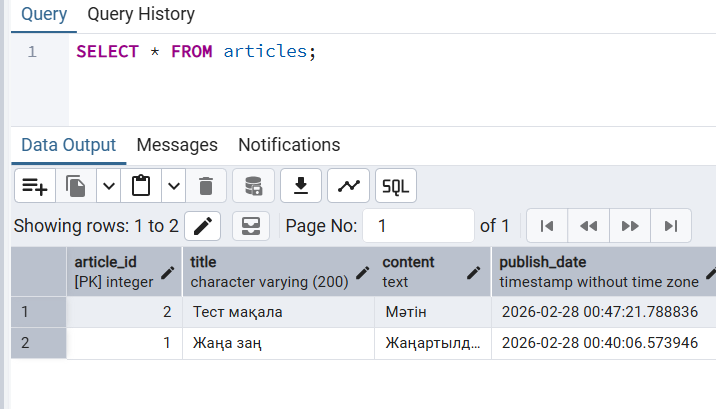 Query Query History
1 SELECT * FROM articles;
Data Output Messages Notifications
SQL
Showing rows: 1 to 2 Page No: 1 of 1
article_id title content publish_date
[PK] integer character varying (200) text timestamp without time zone
1 2 Тест мақала Мәтін 2026-02-28 00:47:21.788836
2 1 Жаңа заң Жаңартылд... 2026-02-28 00:40:06.573946